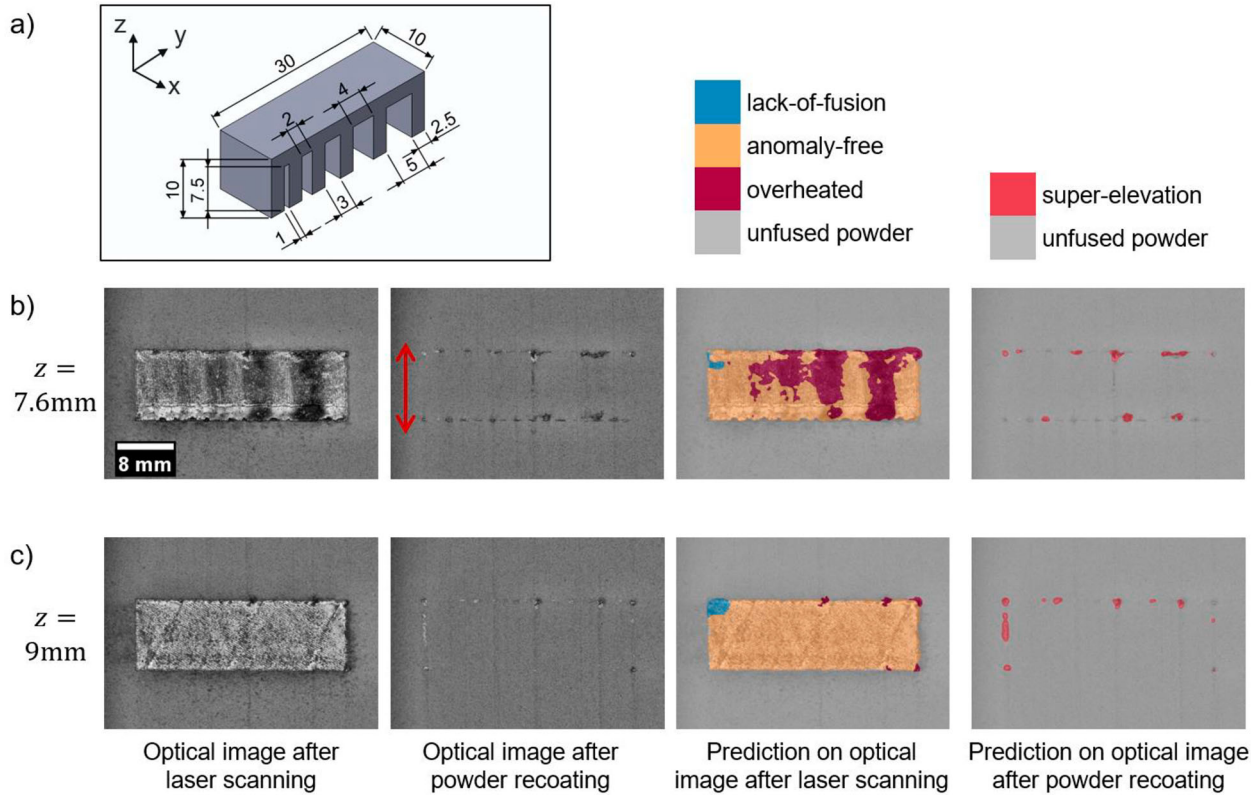 a)
z
y
x
30
10
2
4
2.5
10
7.5
5
3
1
lack-of-fusion
anomaly-free
overheated
unfused powder
super-elevation
unfused powder
b)
z =
7.6mm
8 mm
c)
z =
9mm
Optical image after
laser scanning
Optical image after
powder recoating
Prediction on optical
image after laser scanning
Prediction on optical image
after powder recoating